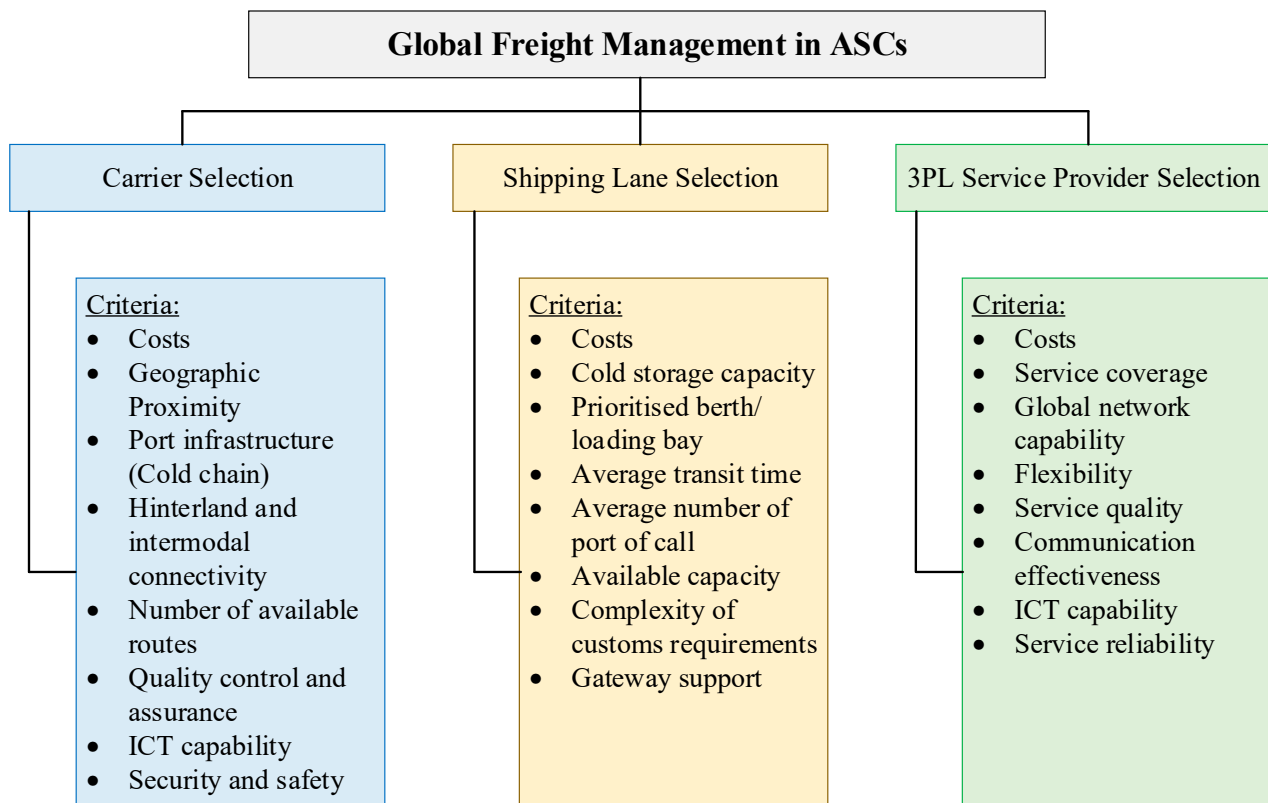 Global Freight Management in ASCs
Carrier Selection
Shipping Lane Selection
3PL Service Provider Selection
Criteria:
• Costs
• Geographic
Proximity
• Port infrastructure
(Cold chain)
• Hinterland and
intermodal
connectivity
• Number of available
routes
• Quality control and
assurance
• ICT capability
• Security and safety
Criteria:
• Costs
• Cold storage capacity
• Prioritised berth/
loading bay
• Average transit time
• Average number of
port of call
• Available capacity
• Complexity of
customs requirements
• Gateway support
Criteria:
• Costs
• Service coverage
• Global network
capability
• Flexibility
• Service quality
• Communication
effectiveness
• ICT capability
• Service reliability